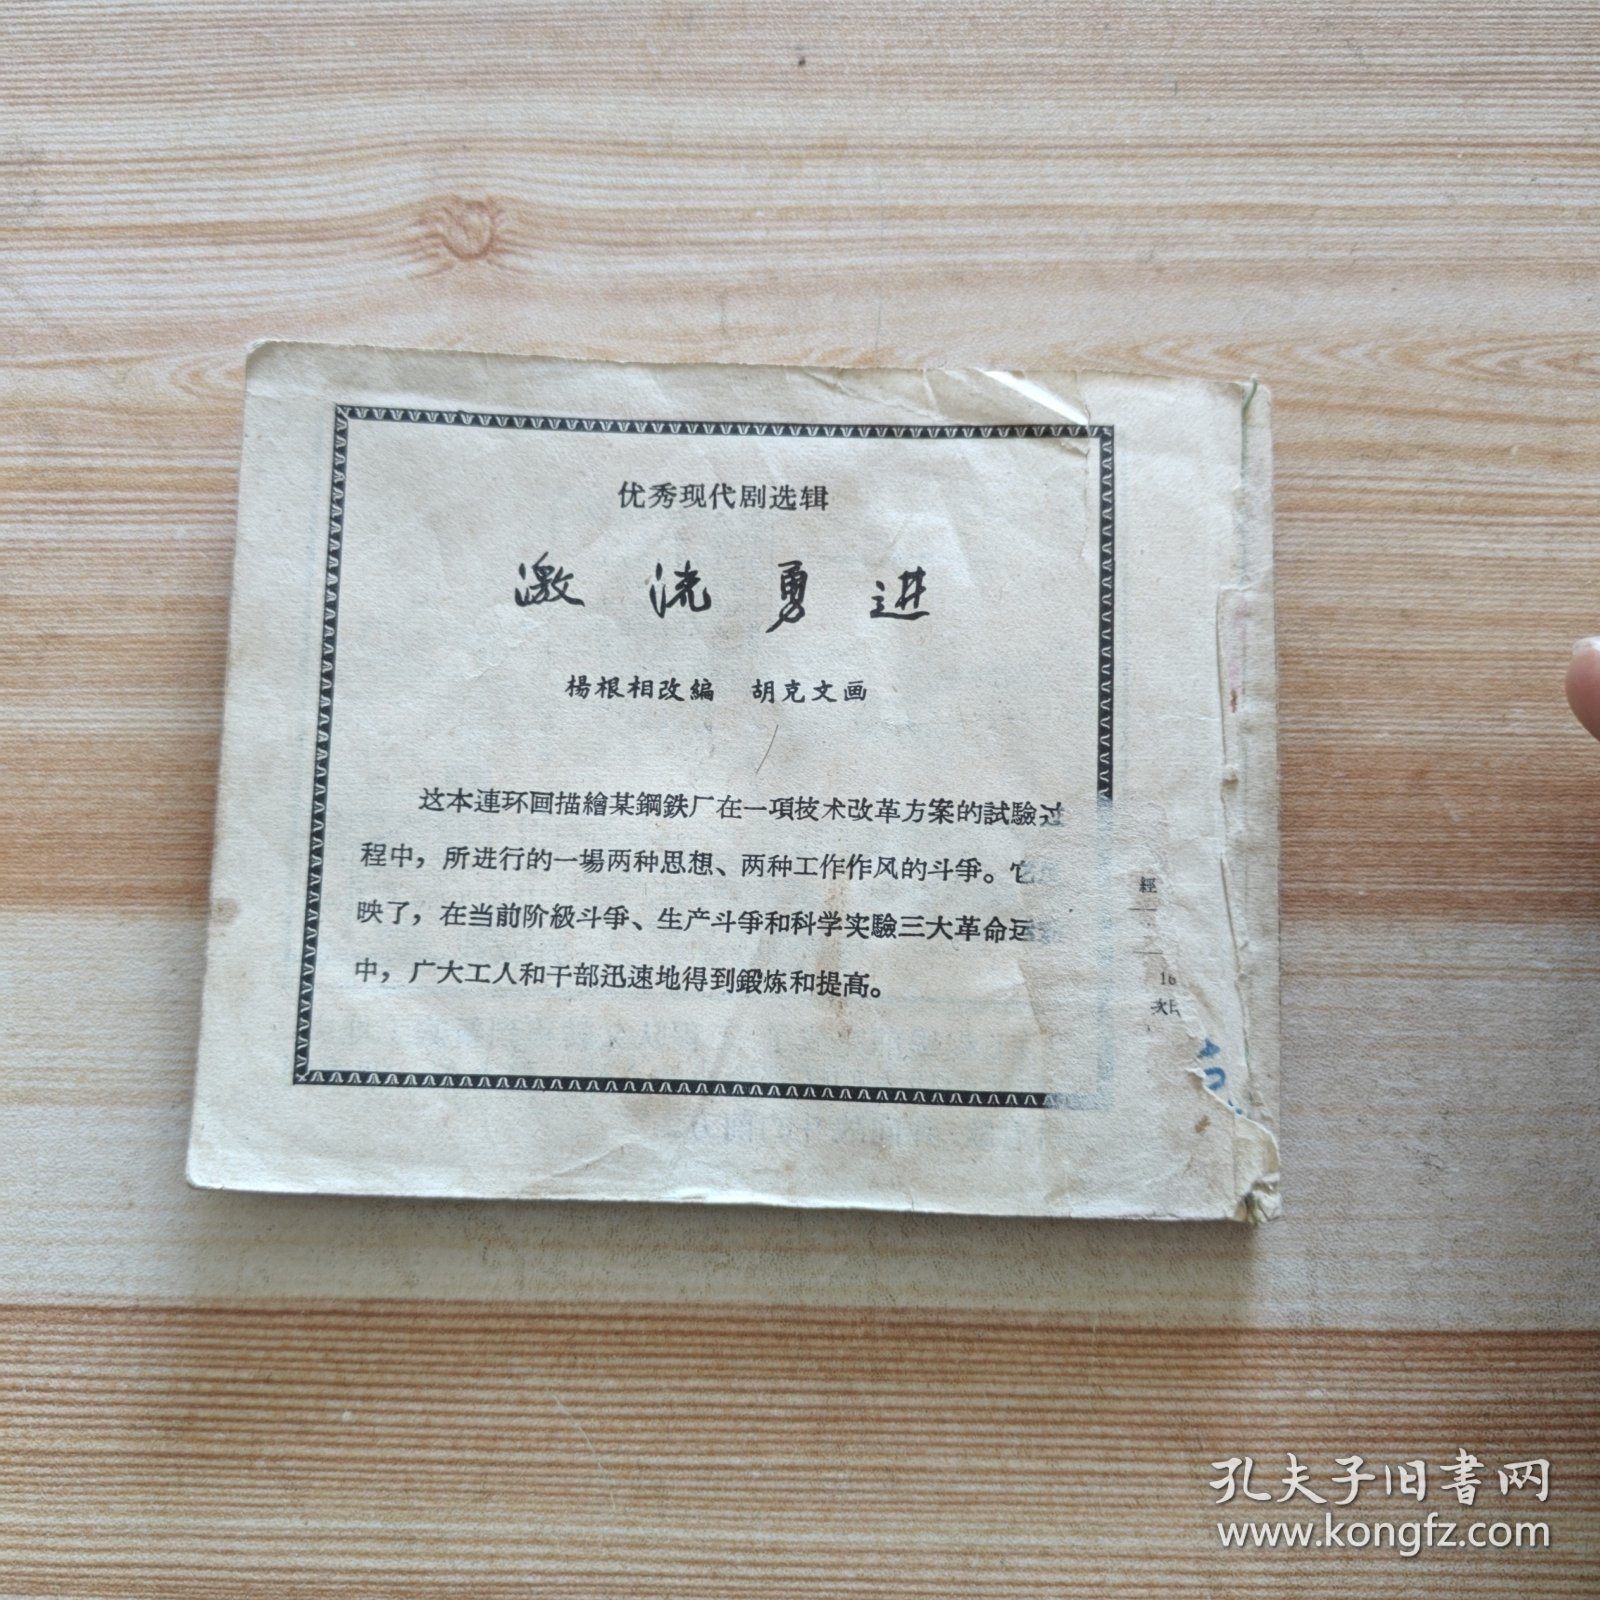 优秀现代剧选辑
激流勇进
楊根相改編 胡克文画
这本連环画描繪某鋼鉄厂在一項技术改革方案的試驗过
程中，所进行的一場两种思想、两种工作作风的斗爭。它
映了，在当前阶級斗爭、生产斗爭和科学实驗三大革命运
中，广大工人和干部迅速地得到鍛炼和提高。
經
16
次
孔夫子旧書网
www.kongfz.com